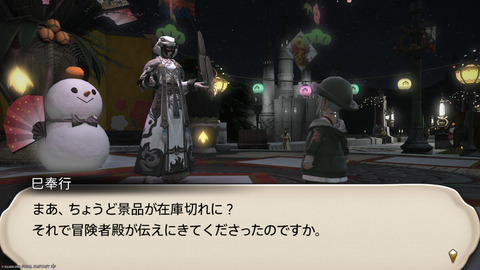 巳奉行
まあ、ちょうど景品が在庫切れに?
それで冒険者殿が伝えにきてくださったのですか。